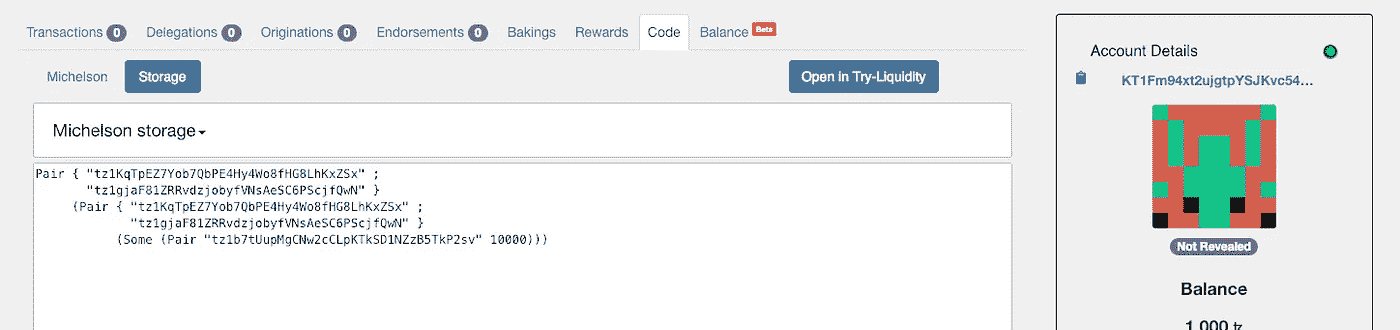 Transactions 0 Delegations 0 Originations 0 Endorsements 0 Bakings Rewards Code Balance Beta
Michelson Storage Open in Try-Liquidity
Michelson storage
Pair { "tz1KqTpEZ7Yob7QbPE4Hy4Wo8fHG8LhKxZSx" ;
"tz1gjaF81ZRRvdzjobyfVNsAeSC6PScjfQwN" }
(Pair { "tz1KqTpEZ7Yob7QbPE4Hy4Wo8fHG8LhKxZSx" ;
"tz1gjaF81ZRRvdzjobyfVNsAeSC6PScjfQwN" }
(Some (Pair "tz1b7tUupMgCNw2cCLpKTkSD1NZzB5TkP2sv" 10000)))
Account Details
KT1Fm94xt2ujgtpYSJKvc54...
Not Revealed
Balance
1 000 ꜩ